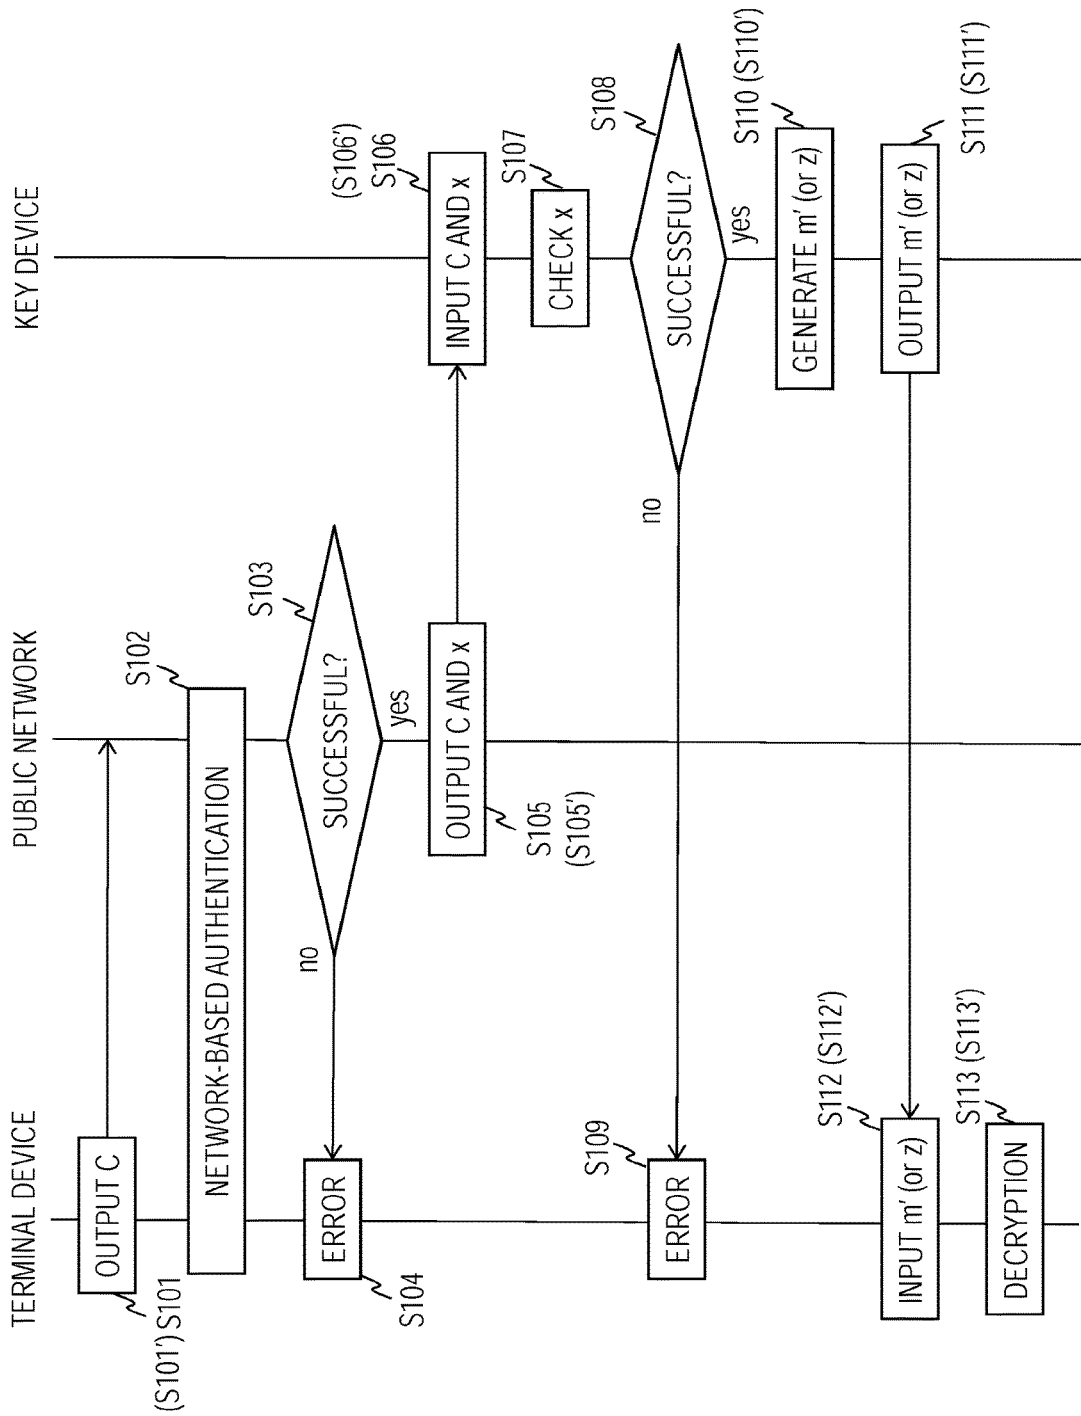 TERMINAL DEVICE
PUBLIC NETWORK
KEY DEVICE
OUTPUT C
(S101') S101
NETWORK-BASED AUTHENTICATION
S102
SUCCESSFUL?
S103
no
yes
ERROR
S104
OUTPUT C AND x
S105
(S105')
INPUT C AND x
(S106')
S106
CHECK x
S107
SUCCESSFUL?
S108
no
yes
ERROR
S109
GENERATE m' (or z)
S110 (S110')
OUTPUT m' (or z)
S111 (S111')
INPUT m' (or z)
S112 (S112')
DECRYPTION
S113 (S113')